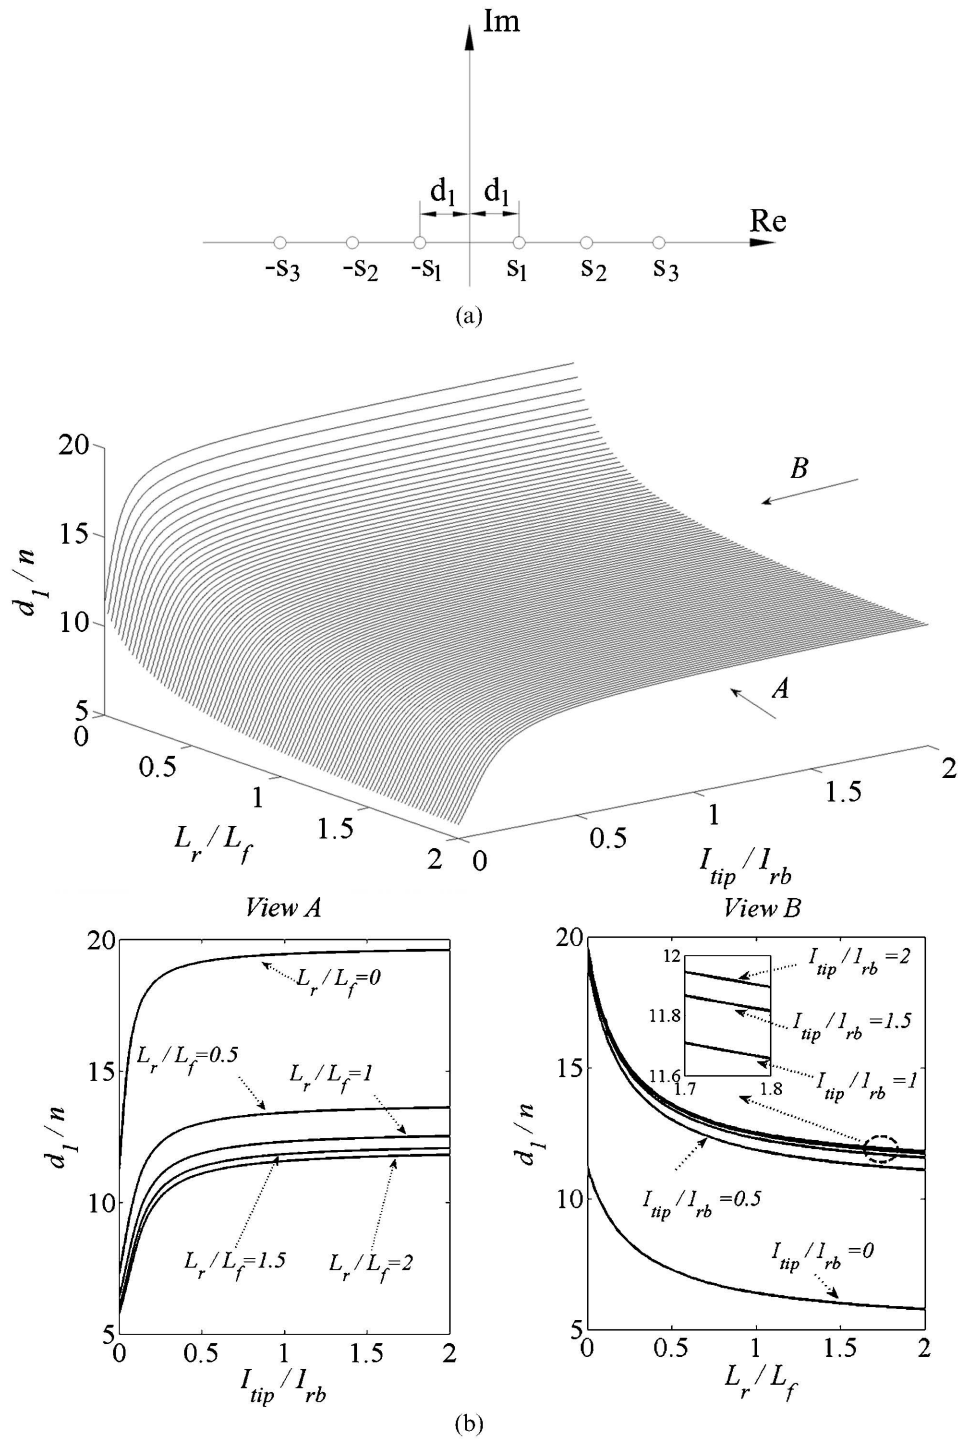 Im
d1 d1
Re
-s3 -s2 -s1 s1 s2 s3
(a)
20
15
10
5
d1 / n
0
0.5
1
1.5
2
Lr / Lf
0
0.5
1
1.5
2
Itip / Irb
B
A
View A
20
15
10
5
d1 / n
Lr / Lf=0
Lr / Lf=0.5
Lr / Lf=1
Lr / Lf=1.5
Lr / Lf=2
0 0.5 1 1.5 2
Itip / Irb
View B
20
15
10
5
d1 / n
12
11.8
11.6
1.7 1.8
Itip / Irb =2
Itip / Irb =1.5
Itip / Irb =1
Itip / Irb =0.5
Itip / Irb =0
0 0.5 1 1.5 2
Lr / Lf
(b)